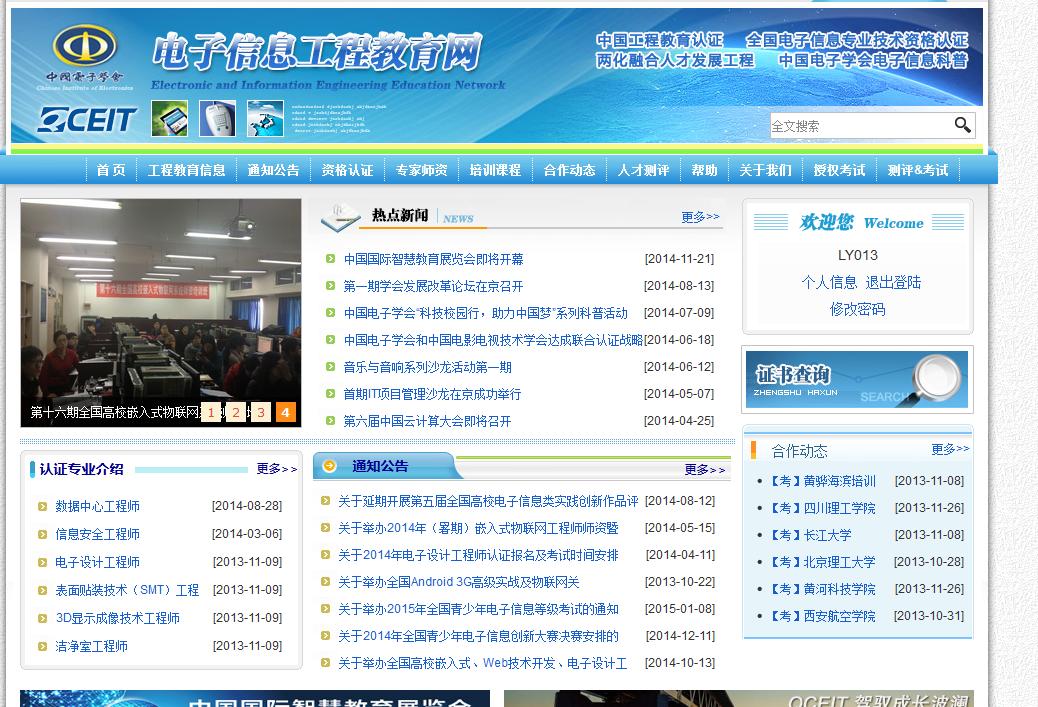 中国电子学会
Chinese Institute of Electronics
电子信息工程教育网
Electronic and Information Engineering Education Network
中国工程教育认证 全国电子信息专业技术资格认证
两化融合人才发展工程 中国电子学会电子信息科普
CEIT
全文搜索
首 页 工程教育信息 通知公告 资格认证 专家师资 培训课程 合作动态 人才测评 帮助 关于我们 授权考试 测评&考试
第十六期全国高校嵌入式物联网
1 2 3 4
热点新闻 NEWS 更多>>
中国国际智慧教育展览会即将开幕 [2014-11-21]
第一期学会发展改革论坛在京召开 [2014-08-13]
中国电子学会“科技校园行，助力中国梦”系列科普活动 [2014-07-09]
中国电子学会和中国电影电视技术学会达成联合认证战略 [2014-06-18]
音乐与音响系列沙龙活动第一期 [2014-06-12]
首期IT项目管理沙龙在京成功举行 [2014-05-07]
第六届中国云计算大会即将召开 [2014-04-25]
欢迎您 Welcome
LY013
个人信息 退出登陆
修改密码
证书查询
ZHENGSHU HAXUN
SEARCH
认证专业介绍 更多>>
数据中心工程师 [2014-08-28]
信息安全工程师 [2014-03-06]
电子设计工程师 [2013-11-09]
表面贴装技术（SMT）工程 [2013-11-09]
3D显示成像技术工程师 [2013-11-09]
洁净室工程师 [2013-11-09]
通知公告 更多>>
关于延期开展第五届全国高校电子信息类实践创新作品评 [2014-08-12]
关于举办2014年（暑期）嵌入式物联网工程师师资暨 [2014-05-15]
关于2014年电子设计工程师认证报名及考试时间安排 [2014-04-11]
关于举办全国Android 3G高级实战及物联网关 [2013-10-22]
关于举办2015年全国青少年电子信息等级考试的通知 [2015-01-08]
关于2014年全国青少年电子信息创新大赛决赛安排的 [2014-12-11]
关于举办全国高校嵌入式、Web技术开发、电子设计工 [2014-10-13]
合作动态 更多>>
【考】黄骅海滨培训 [2013-11-08]
【考】四川理工学院 [2013-11-26]
【考】长江大学 [2013-11-08]
【考】北京理工大学 [2013-10-28]
【考】黄河科技学院 [2013-11-26]
【考】西安航空学院 [2013-10-31]
中国国际智慧教育展览会
QCEIT 驾驭成长波澜